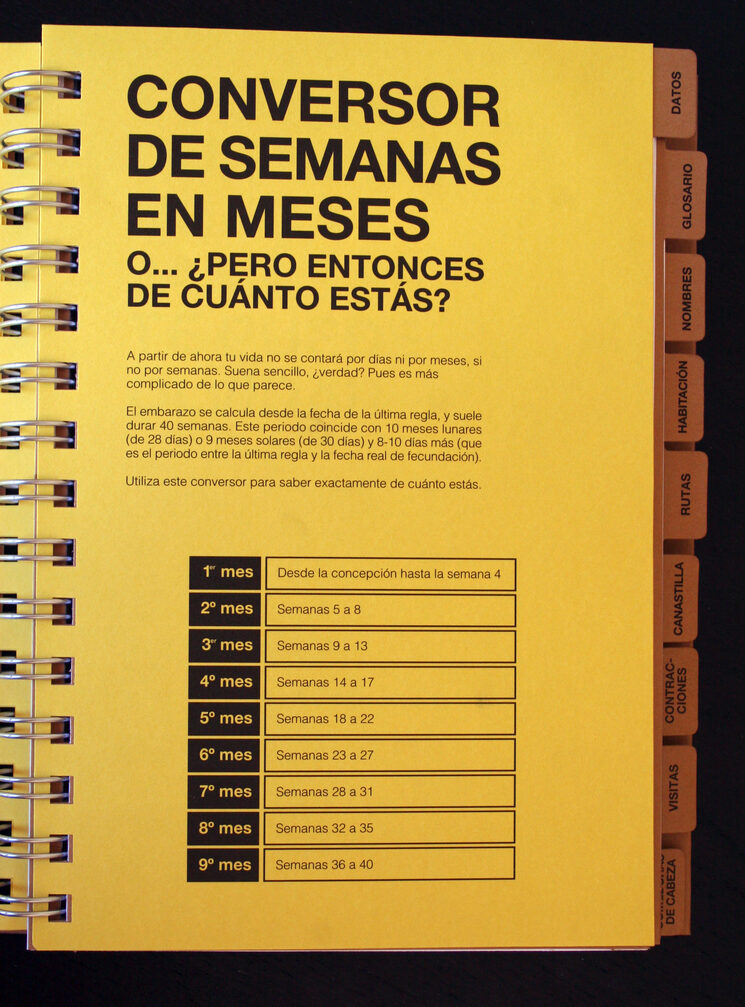 CONVERSOR
DE SEMANAS
EN MESES
O... ¿PERO ENTONCES
DE CUÁNTO ESTÁS?
A partir de ahora tu vida no se contará por días ni por meses, si
no por semanas. Suena sencillo, ¿verdad? Pues es más
complicado de lo que parece.
El embarazo se calcula desde la fecha de la última regla, y suele
durar 40 semanas. Este periodo coincide con 10 meses lunares
(de 28 días) o 9 meses solares (de 30 días) y 8-10 días más (que
es el periodo entre la última regla y la fecha real de fecundación).
Utiliza este conversor para saber exactamente de cuánto estás.
1er mes Desde la concepción hasta la semana 4
2º mes Semanas 5 a 8
3er mes Semanas 9 a 13
4º mes Semanas 14 a 17
5º mes Semanas 18 a 22
6º mes Semanas 23 a 27
7º mes Semanas 28 a 31
8º mes Semanas 32 a 35
9º mes Semanas 36 a 40
DATOS
GLOSARIO
NOMBRES
HABITACIÓN
RUTAS
CANASTILLA
CONTRAC-
CIONES
VISITAS
DE CABEZA